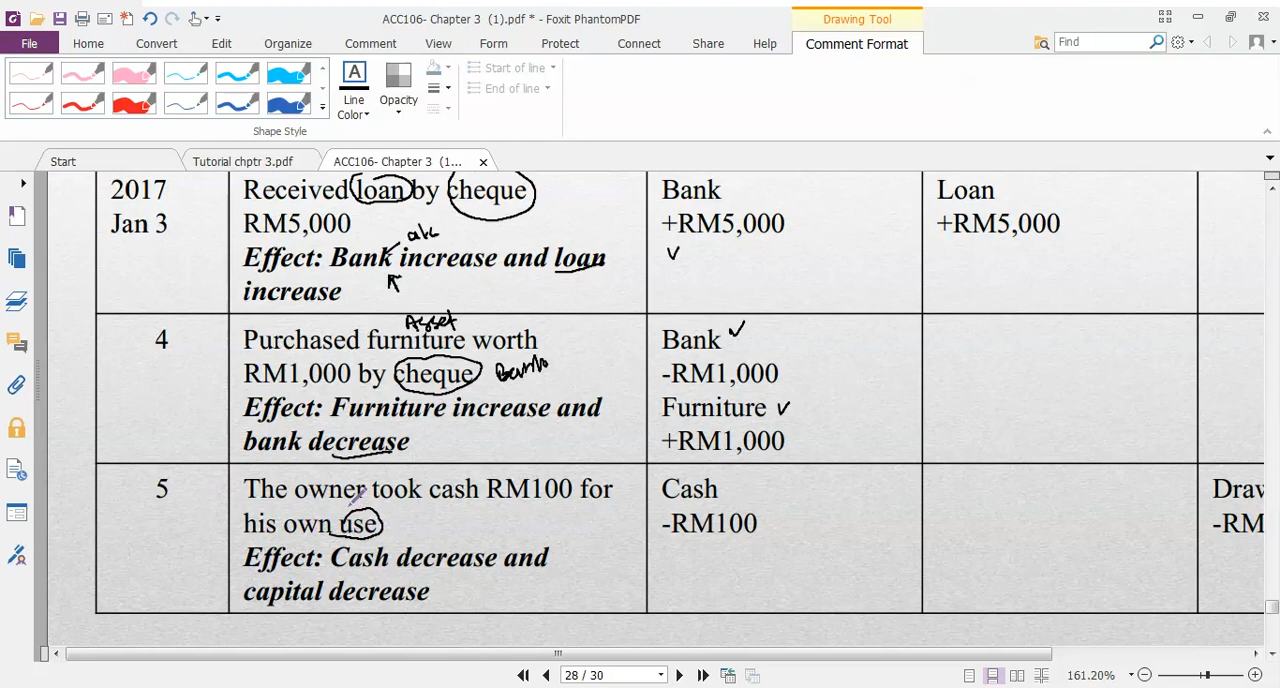 ACC106- Chapter 3 (1).pdf * - Foxit PhantomPDF
Drawing Tool
File Home Convert Edit Organize Comment View Form Protect Connect Share Help Comment Format
Find
Line Color
Opacity
Start of line
End of line
Shape Style
Start
Tutorial chptr 3.pdf
ACC106- Chapter 3 (1...
2017
Jan 3
Received loan by cheque
RM5,000
a/c
Effect: Bank increase and loan
increase
Bank
+RM5,000
Loan
+RM5,000
4
Asset
Purchased furniture worth
RM1,000 by cheque Bank
Effect: Furniture increase and
bank decrease
Bank
-RM1,000
Furniture
+RM1,000
5
The owner took cash RM100 for
his own use
Effect: Cash decrease and
capital decrease
Cash
-RM100
Draw
-RM
28 / 30
161.20%